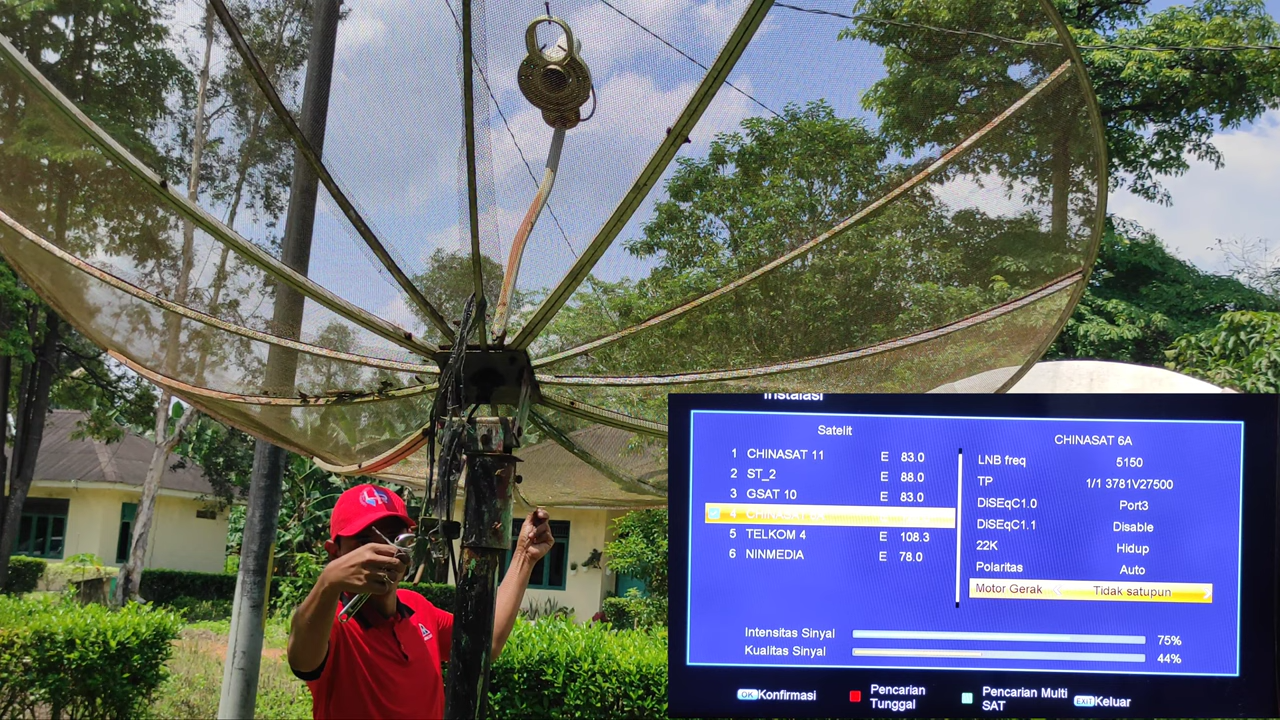 Instalasi
Satelit
1 CHINASAT 11 E 83.0
2 ST_2 E 88.0
3 GSAT 10 E 83.0
4
5 TELKOM 4 E 108.3
6 NINMEDIA E 78.0
CHINASAT 6A
LNB freq 5150
TP 1/1 3781V27500
DiSEqC1.0 Port3
DiSEqC1.1 Disable
22K Hidup
Polaritas Auto
Motor Gerak Tidak satupun
Intensitas Sinyal 75%
Kualitas Sinyal 44%
OK Konfirmasi
Pencarian Tunggal
Pencarian Multi SAT
EXIT Keluar